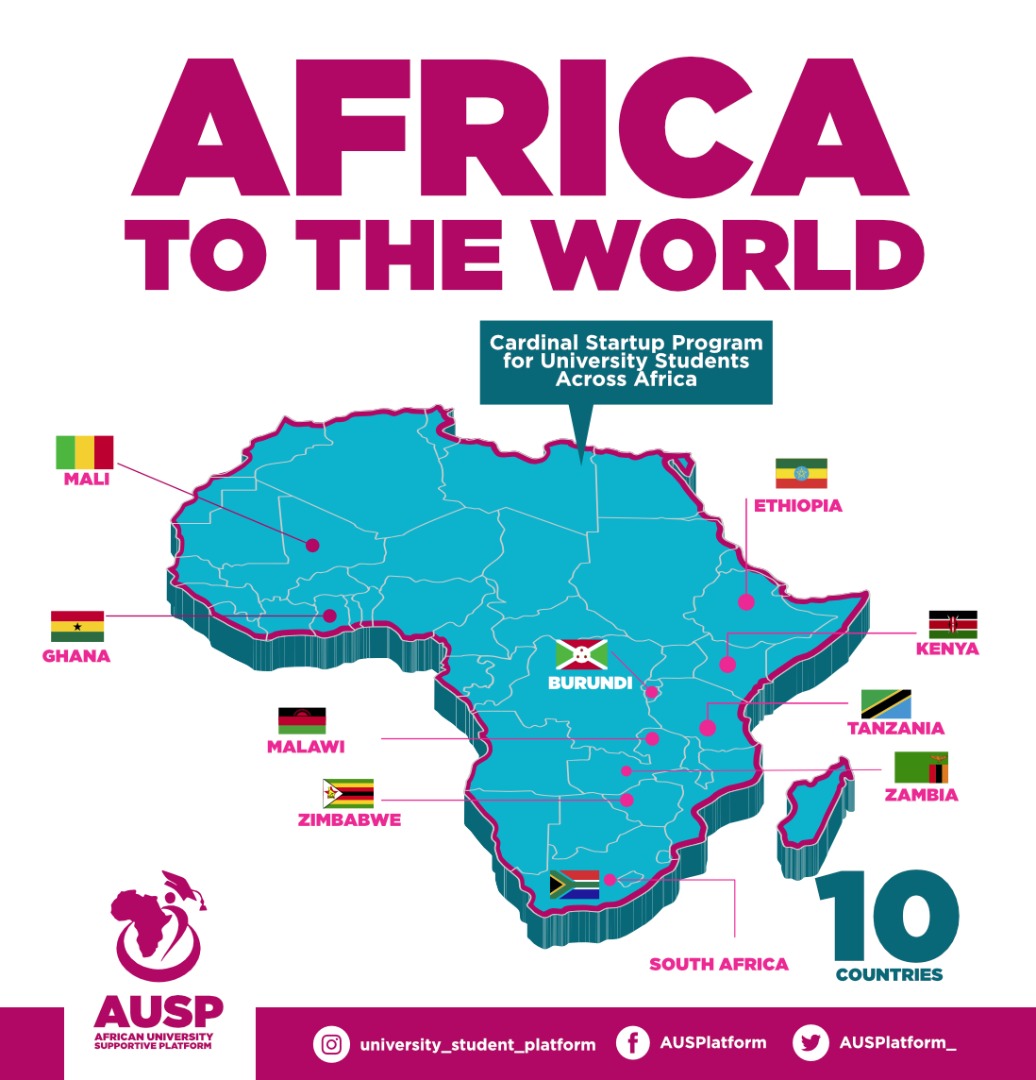 AFRICA
TO THE WORLD
Cardinal Startup Program
for University Students
Across Africa
MALI
ETHIOPIA
GHANA
KENYA
BURUNDI
TANZANIA
MALAWI
ZAMBIA
ZIMBABWE
SOUTH AFRICA
10
COUNTRIES
AUSP
AFRICAN UNIVERSITY
SUPPORTIVE PLATFORM
university_student_platform
AUSPlatform
AUSPlatform_